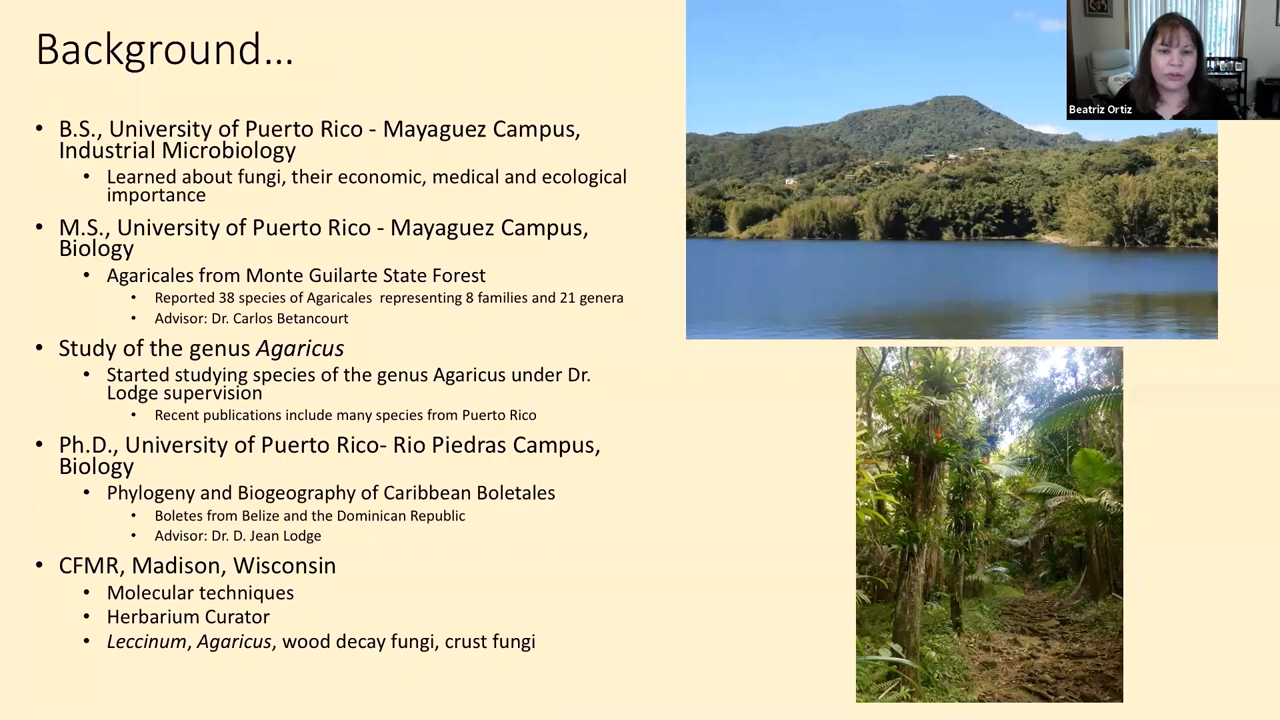 Background...
B.S., University of Puerto Rico - Mayaguez Campus,
Industrial Microbiology
Learned about fungi, their economic, medical and ecological
importance
M.S., University of Puerto Rico - Mayaguez Campus,
Biology
Agaricales from Monte Guilarte State Forest
Reported 38 species of Agaricales representing 8 families and 21 genera
Advisor: Dr. Carlos Betancourt
Study of the genus Agaricus
Started studying species of the genus Agaricus under Dr.
Lodge supervision
Recent publications include many species from Puerto Rico
Ph.D., University of Puerto Rico- Rio Piedras Campus,
Biology
Phylogeny and Biogeography of Caribbean Boletales
Boletes from Belize and the Dominican Republic
Advisor: Dr. D. Jean Lodge
CFMR, Madison, Wisconsin
Molecular techniques
Herbarium Curator
Leccinum, Agaricus, wood decay fungi, crust fungi
Beatriz Ortiz